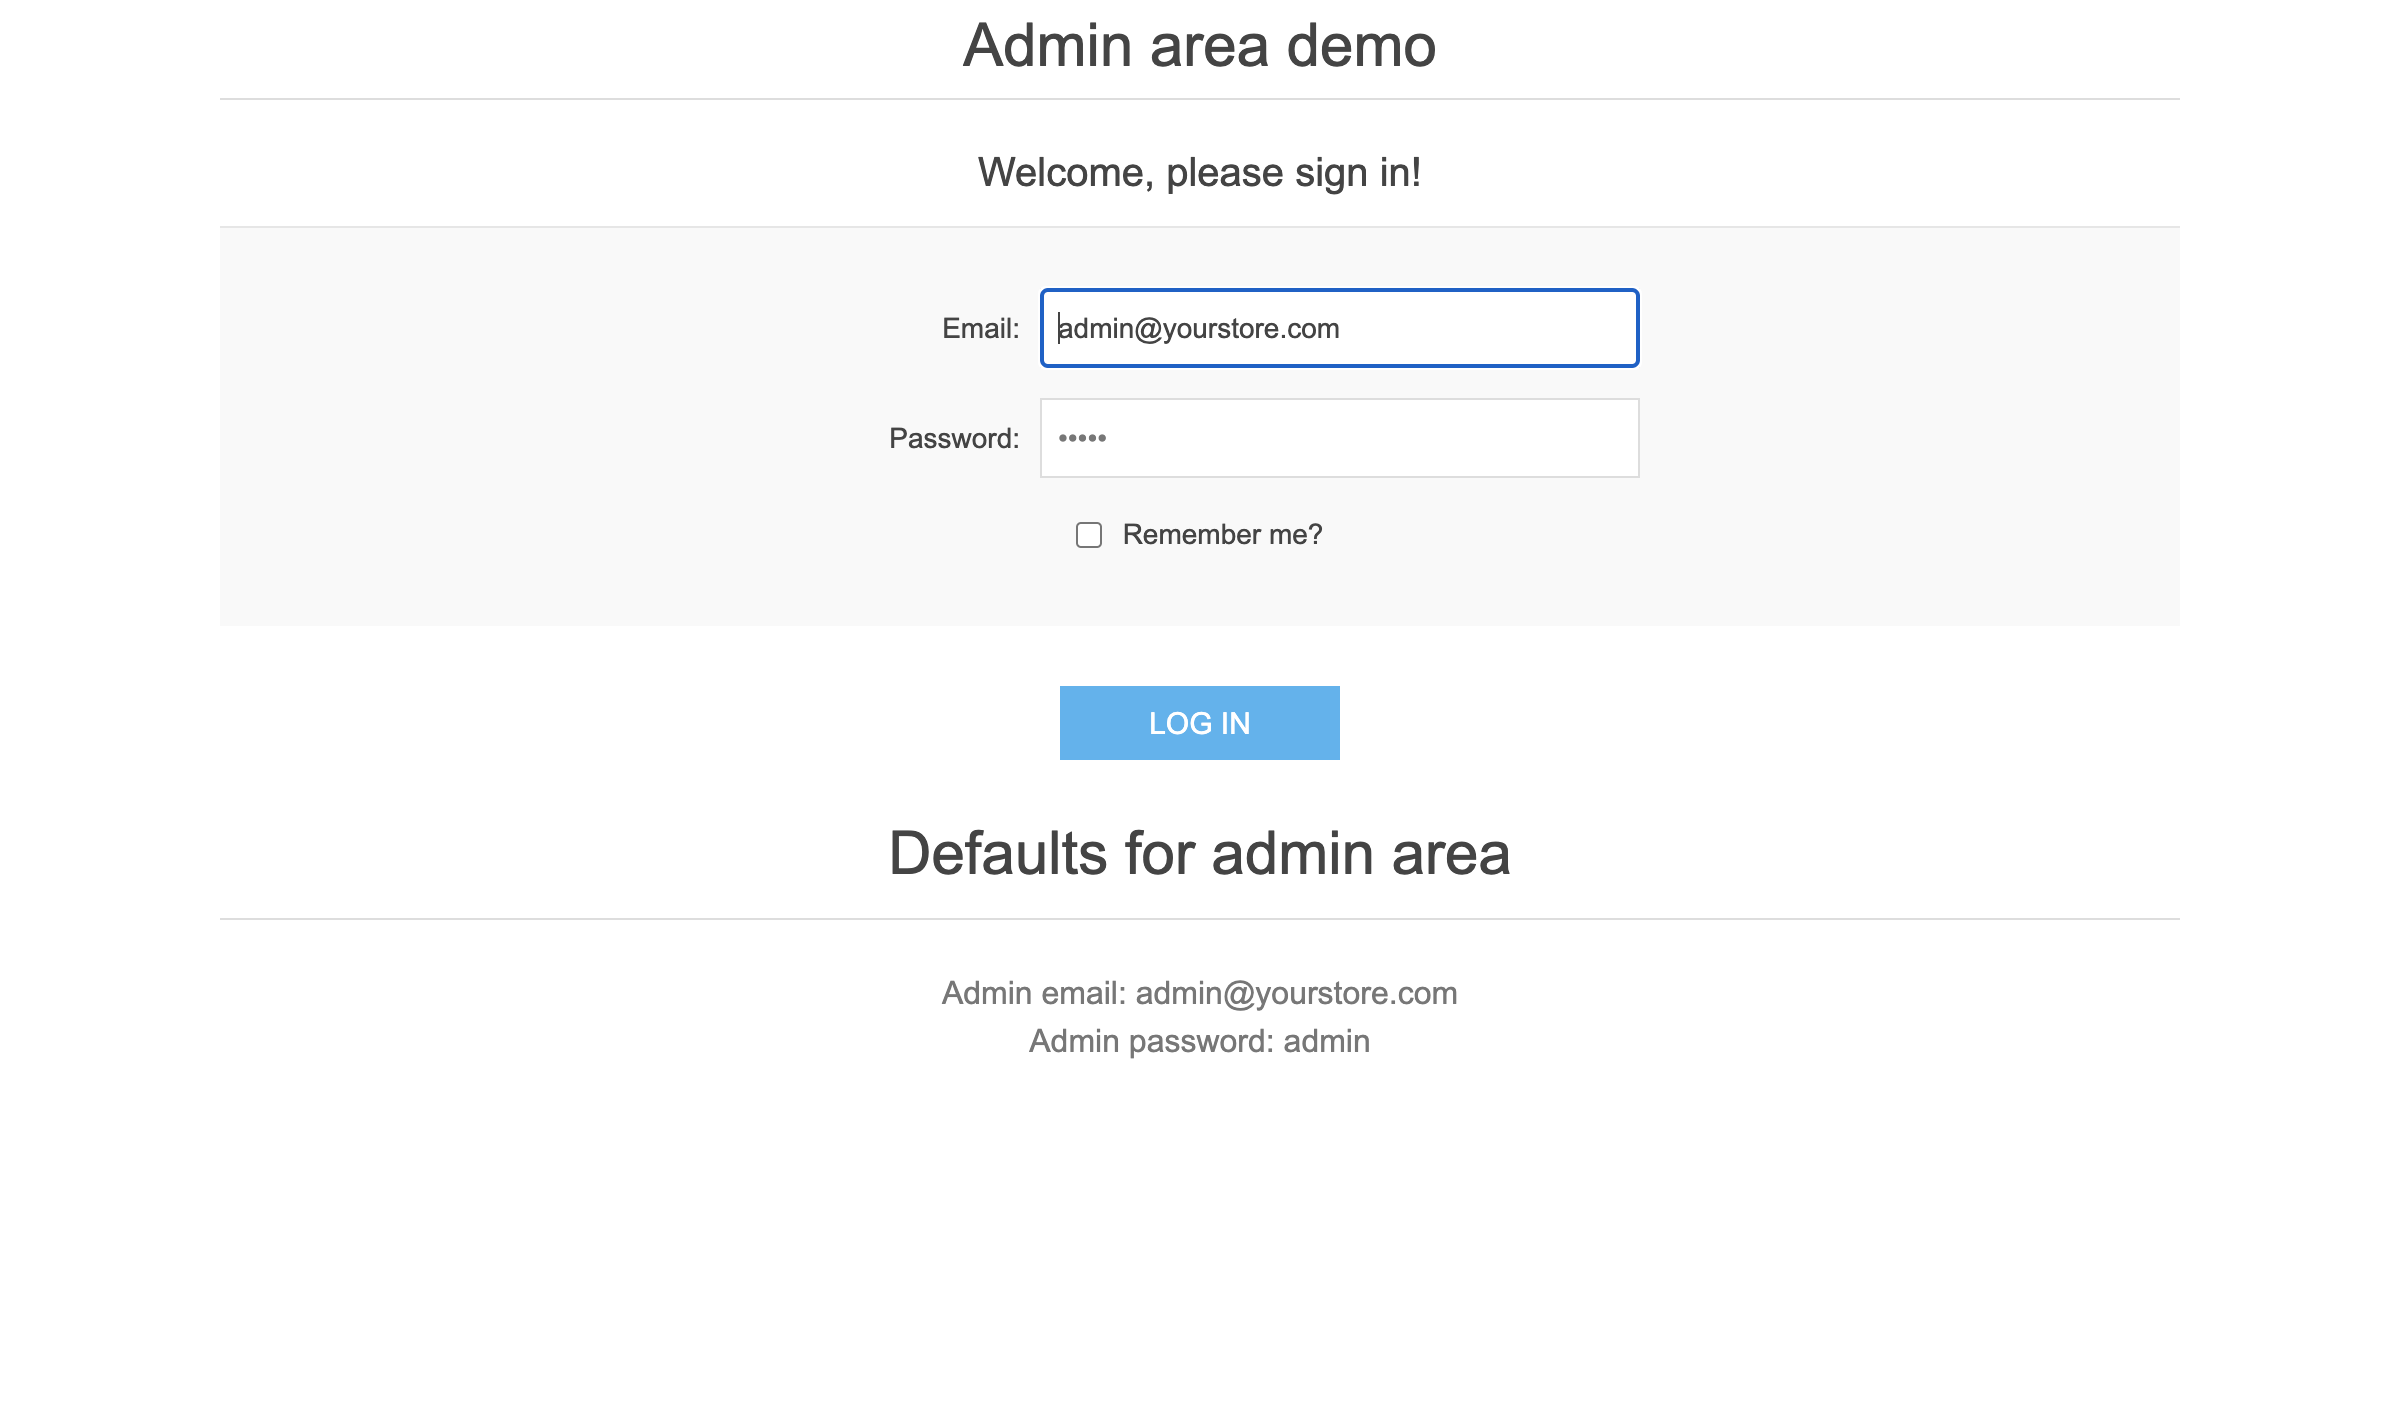 Admin area demo
Welcome, please sign in!
Email: admin@yourstore.com
Password: •••••
Remember me?
LOG IN
Defaults for admin area
Admin email: admin@yourstore.com
Admin password: admin